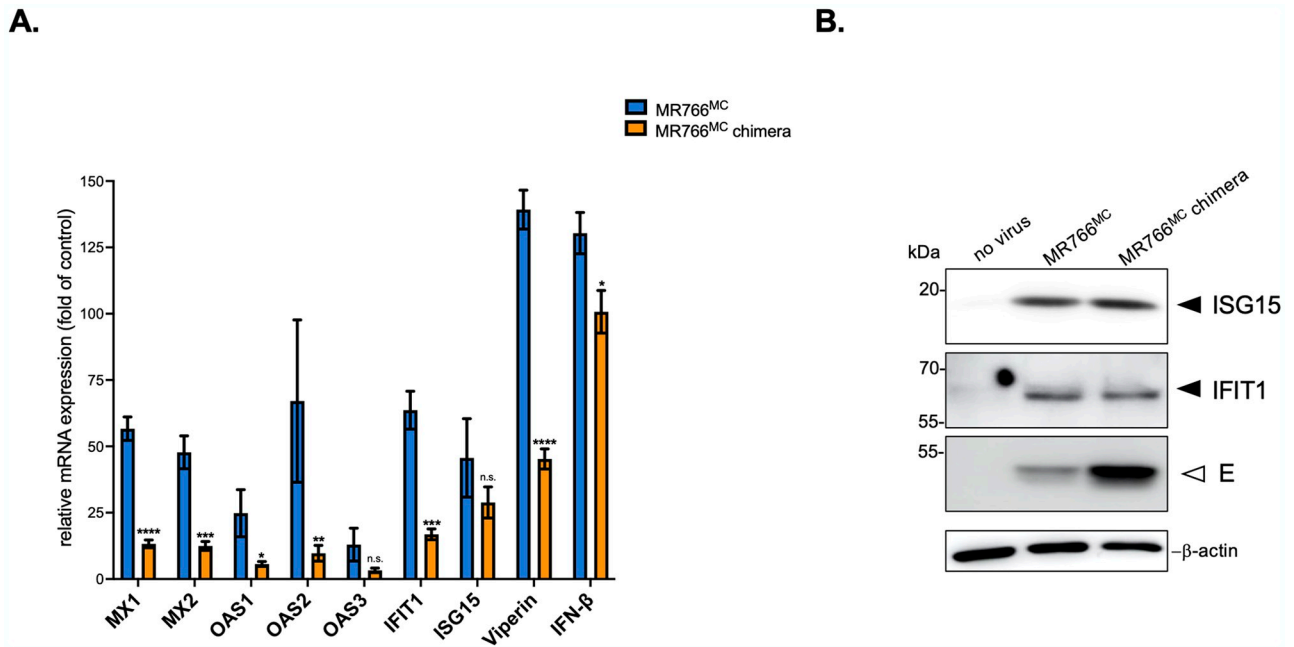 A.
MR766MC
MR766MC chimera
relative mRNA expression (fold of control)
150
125
100
75
50
25
0
****
***
*
**
n.s.
***
n.s.
****
*
MX1
MX2
OAS1
OAS2
OAS3
IFIT1
ISG15
Viperin
IFN-β
B.
kDa
no virus
MR766MC
MR766MC chimera
20-
ISG15
70-
IFIT1
55-
55-
E
β-actin